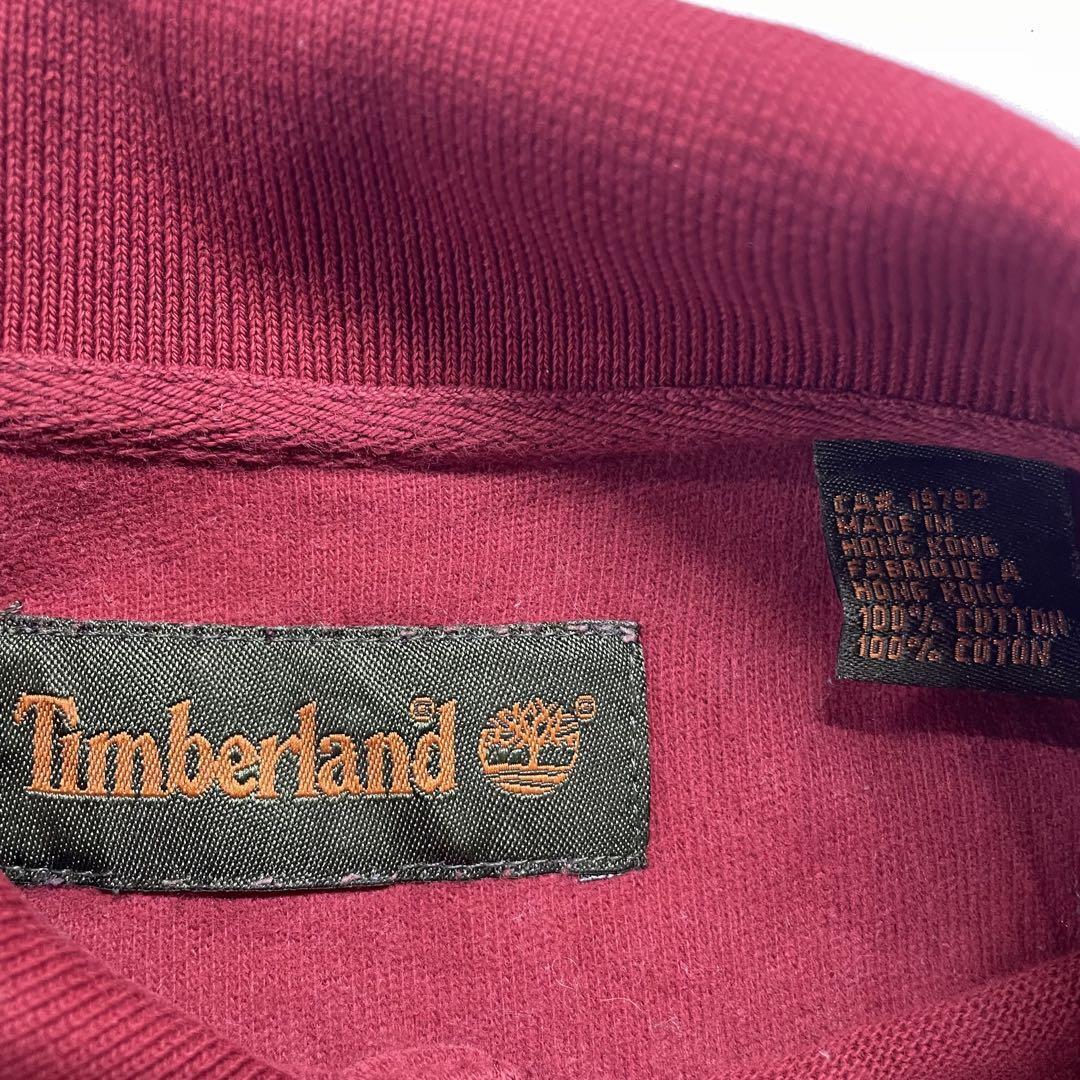 Timberland®
®
CA# 19792
MADE IN
HONG KONG
FABRIQUE A
HONG KONG
100% COTTON
100% COTON